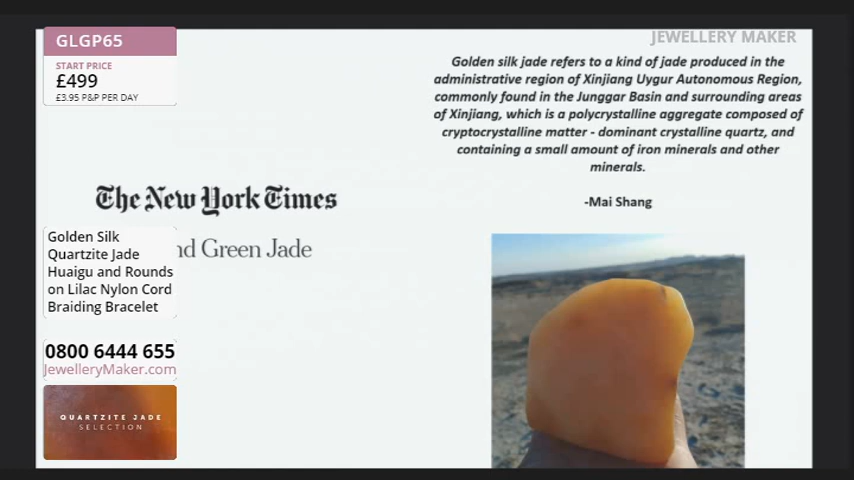 GLGP65
START PRICE
£499
£3.95 P&P PER DAY
JEWELLERY MAKER
Golden silk jade refers to a kind of jade produced in the
administrative region of Xinjiang Uygur Autonomous Region,
commonly found in the Junggar Basin and surrounding areas
of Xinjiang, which is a polycrystalline aggregate composed of
cryptocrystalline matter - dominant crystalline quartz, and
containing a small amount of iron minerals and other
minerals.
-Mai Shang
The New York Times
nd Green Jade
Golden Silk
Quartzite Jade
Huaigu and Rounds
on Lilac Nylon Cord
Braiding Bracelet
0800 6444 655
JewelleryMaker.com
QUARTZITE JADE
SELECTION